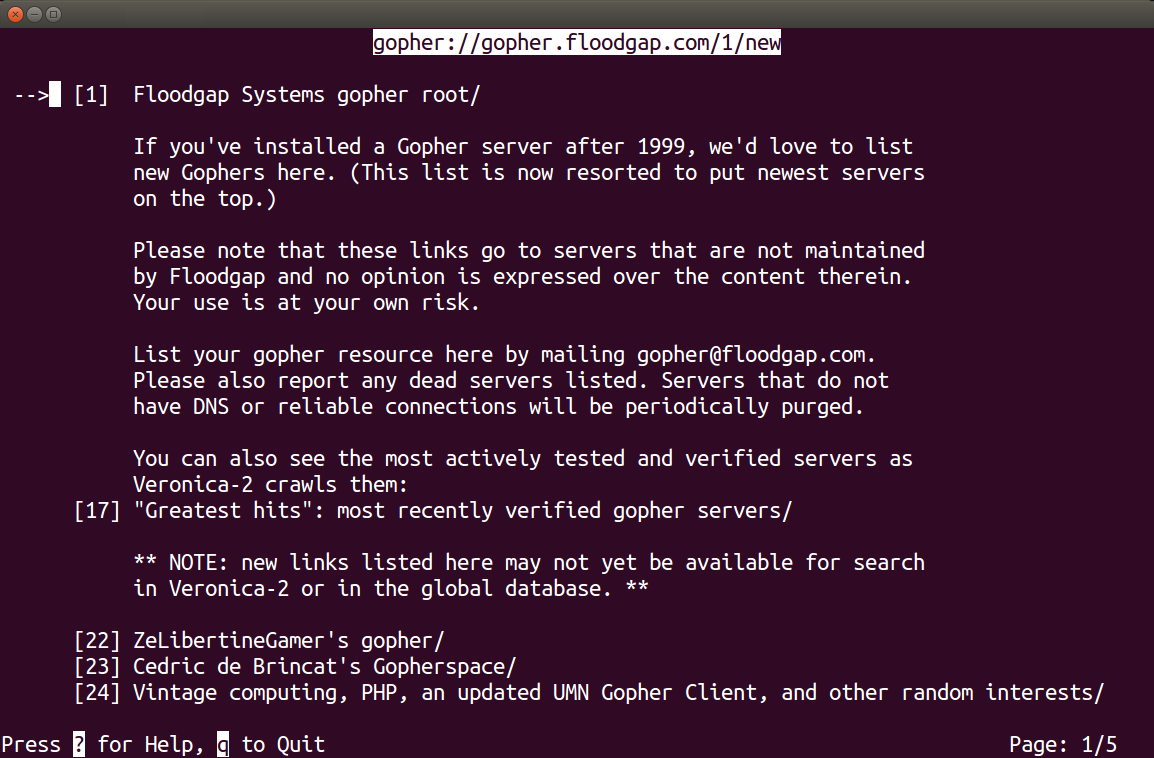 gopher://gopher.floodgap.com/1/new
--> [1]  Floodgap Systems gopher root/
If you've installed a Gopher server after 1999, we'd love to list
new Gophers here. (This list is now resorted to put newest servers
on the top.)
Please note that these links go to servers that are not maintained
by Floodgap and no opinion is expressed over the content therein.
Your use is at your own risk.
List your gopher resource here by mailing gopher@floodgap.com.
Please also report any dead servers listed. Servers that do not
have DNS or reliable connections will be periodically purged.
You can also see the most actively tested and verified servers as
Veronica-2 crawls them:
[17] "Greatest hits": most recently verified gopher servers/
** NOTE: new links listed here may not yet be available for search
in Veronica-2 or in the global database. **
[22] ZeLibertineGamer's gopher/
[23] Cedric de Brincat's Gopherspace/
[24] Vintage computing, PHP, an updated UMN Gopher Client, and other random interests/
Press ? for Help, q to Quit Page: 1/5